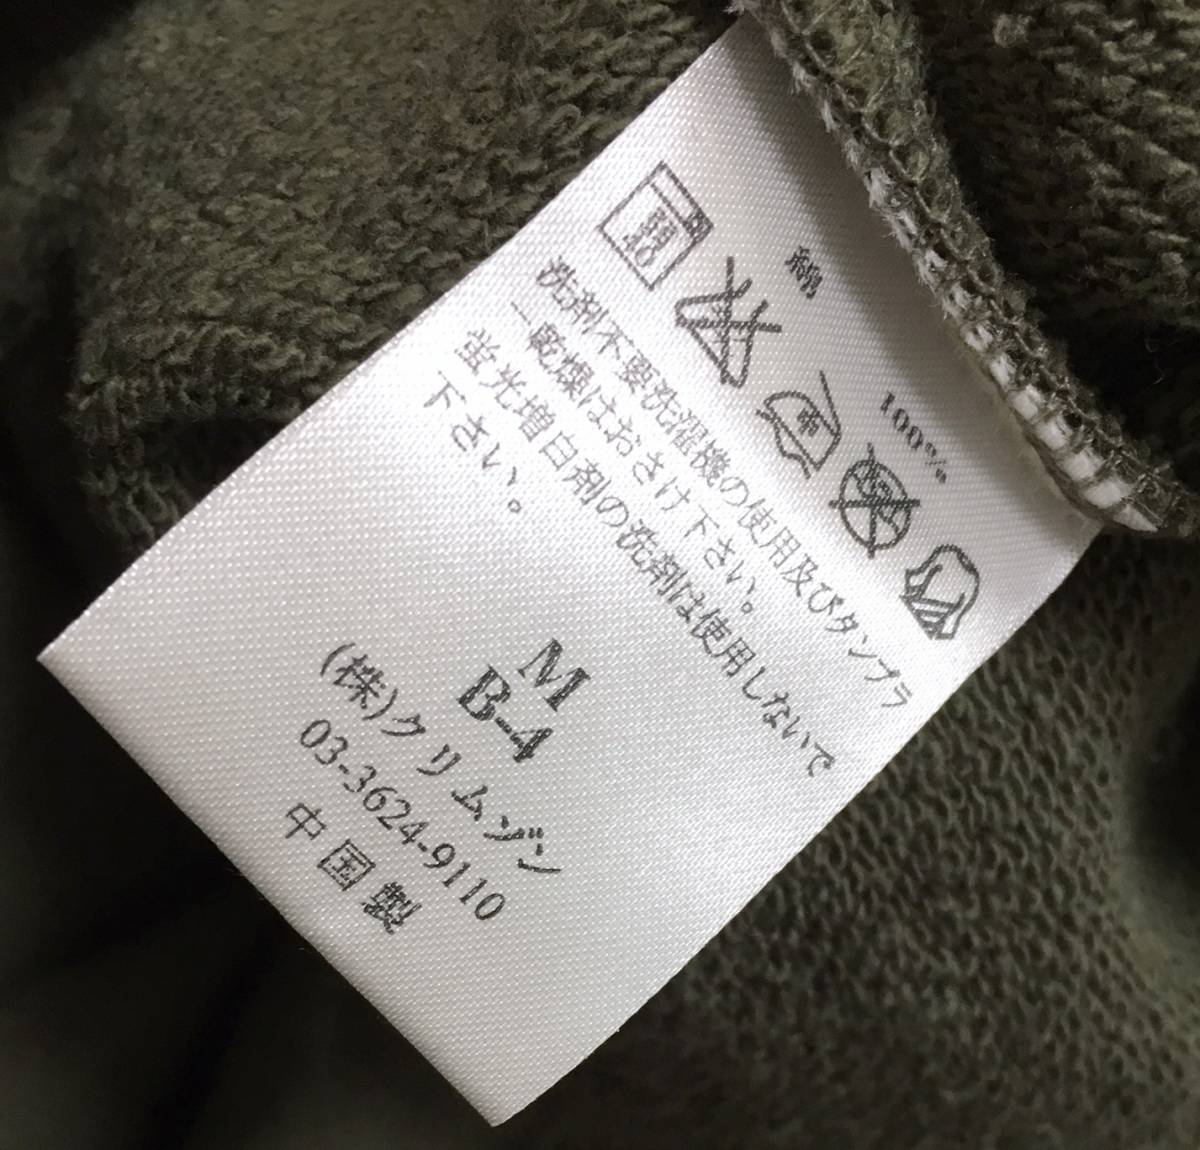 綿 100%
中
洗剤不要洗濯機の使用及びタンブラ
ー乾燥はおさけ下さい。
蛍光増白剤の洗剤は使用しないで
下さい。
M
B-4
(株)クリムゾン
03-3624-9110
中国製